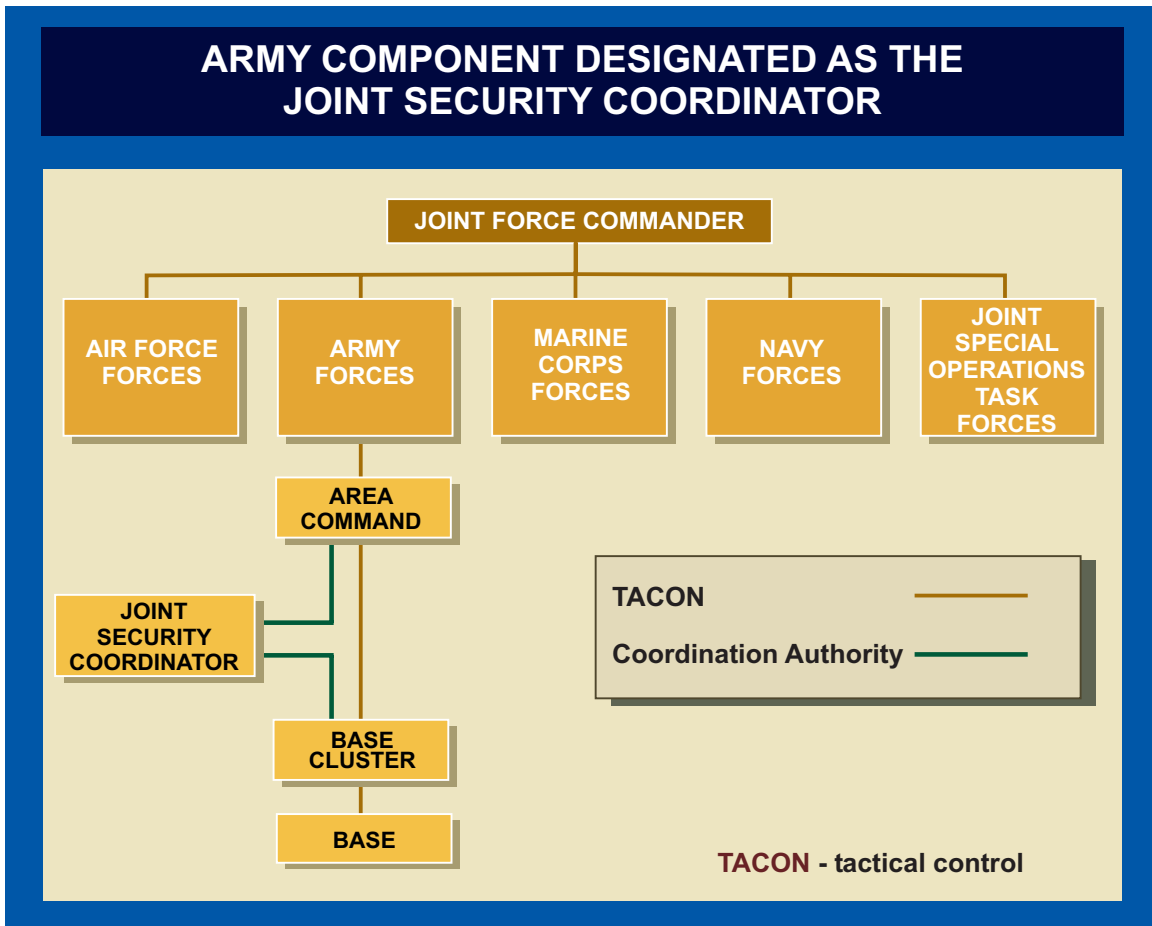 ARMY COMPONENT DESIGNATED AS THE
JOINT SECURITY COORDINATOR
JOINT FORCE COMMANDER
AIR FORCE
FORCES
ARMY
FORCES
MARINE
CORPS
FORCES
NAVY
FORCES
JOINT
SPECIAL
OPERATIONS
TASK
FORCES
AREA
COMMAND
JOINT
SECURITY
COORDINATOR
TACON
Coordination Authority
BASE
CLUSTER
BASE
TACON - tactical control